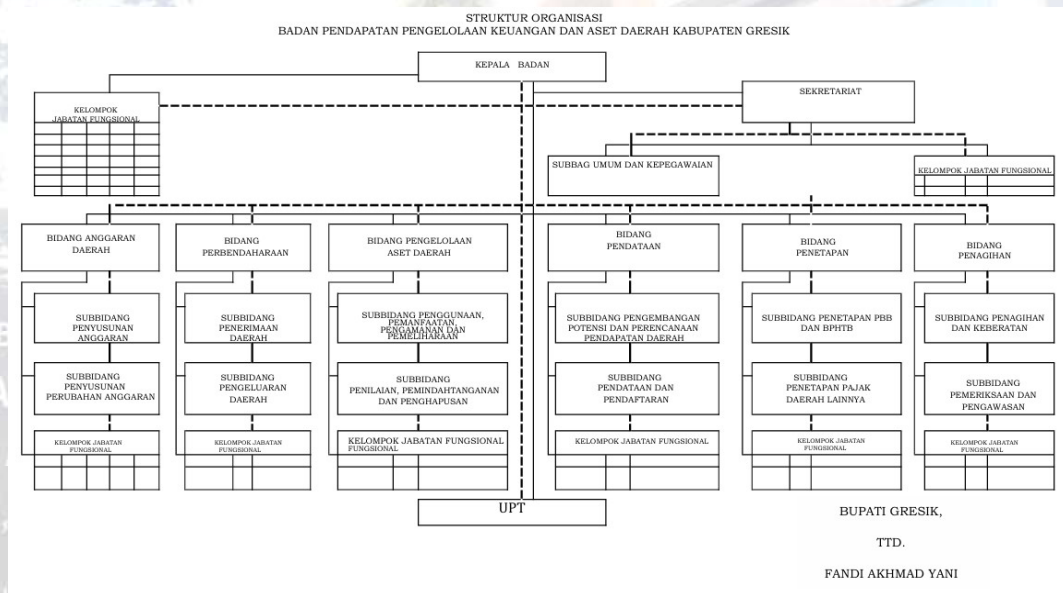 STRUKTUR ORGANISASI
BADAN PENDAPATAN PENGELOLAAN KEUANGAN DAN ASET DAERAH KABUPATEN GRESIK
KEPALA BADAN
KELOMPOK
JABATAN FUNGSIONAL
SEKRETARIAT
SUBBAG UMUM DAN KEPEGAWAIAN
KELOMPOK JABATAN FUNGSIONAL
BIDANG ANGGARAN
DAERAH
BIDANG
PERBENDAHARAAN
BIDANG PENGELOLAAN
ASET DAERAH
BIDANG
PENDATAAN
BIDANG
PENETAPAN
BIDANG
PENAGIHAN
SUBBIDANG
PENYUSUNAN
ANGGARAN
SUBBIDANG
PENERIMAAN
DAERAH
SUBBIDANG PENGGUNAAN,
PEMANFAATAN,
PENGAMANAN DAN
PEMELIHARAAN
SUBBIDANG PENGEMBANGAN
POTENSI DAN PERENCANAAN
PENDAPATAN DAERAH
SUBBIDANG PENETAPAN PBB
DAN BPHTB
SUBBIDANG PENAGIHAN
DAN KEBERATAN
SUBBIDANG
PENYUSUNAN
PERUBAHAN ANGGARAN
SUBBIDANG
PENGELUARAN
DAERAH
SUBBIDANG
PENILAIAN, PEMINDAHTANGANAN
DAN PENGHAPUSAN
SUBBIDANG
PENDATAAN DAN
PENDAFTARAN
SUBBIDANG
PENETAPAN PAJAK
DAERAH LAINNYA
SUBBIDANG
PEMERIKSAAN DAN
PENGAWASAN
KELOMPOK JABATAN
FUNGSIONAL
KELOMPOK JABATAN
FUNGSIONAL
KELOMPOK JABATAN FUNGSIONAL
FUNGSIONAL
KELOMPOK JABATAN FUNGSIONAL
KELOMPOK JABATAN
FUNGSIONAL
KELOMPOK JABATAN
FUNGSIONAL
UPT
BUPATI GRESIK,
TTD.
FANDI AKHMAD YANI